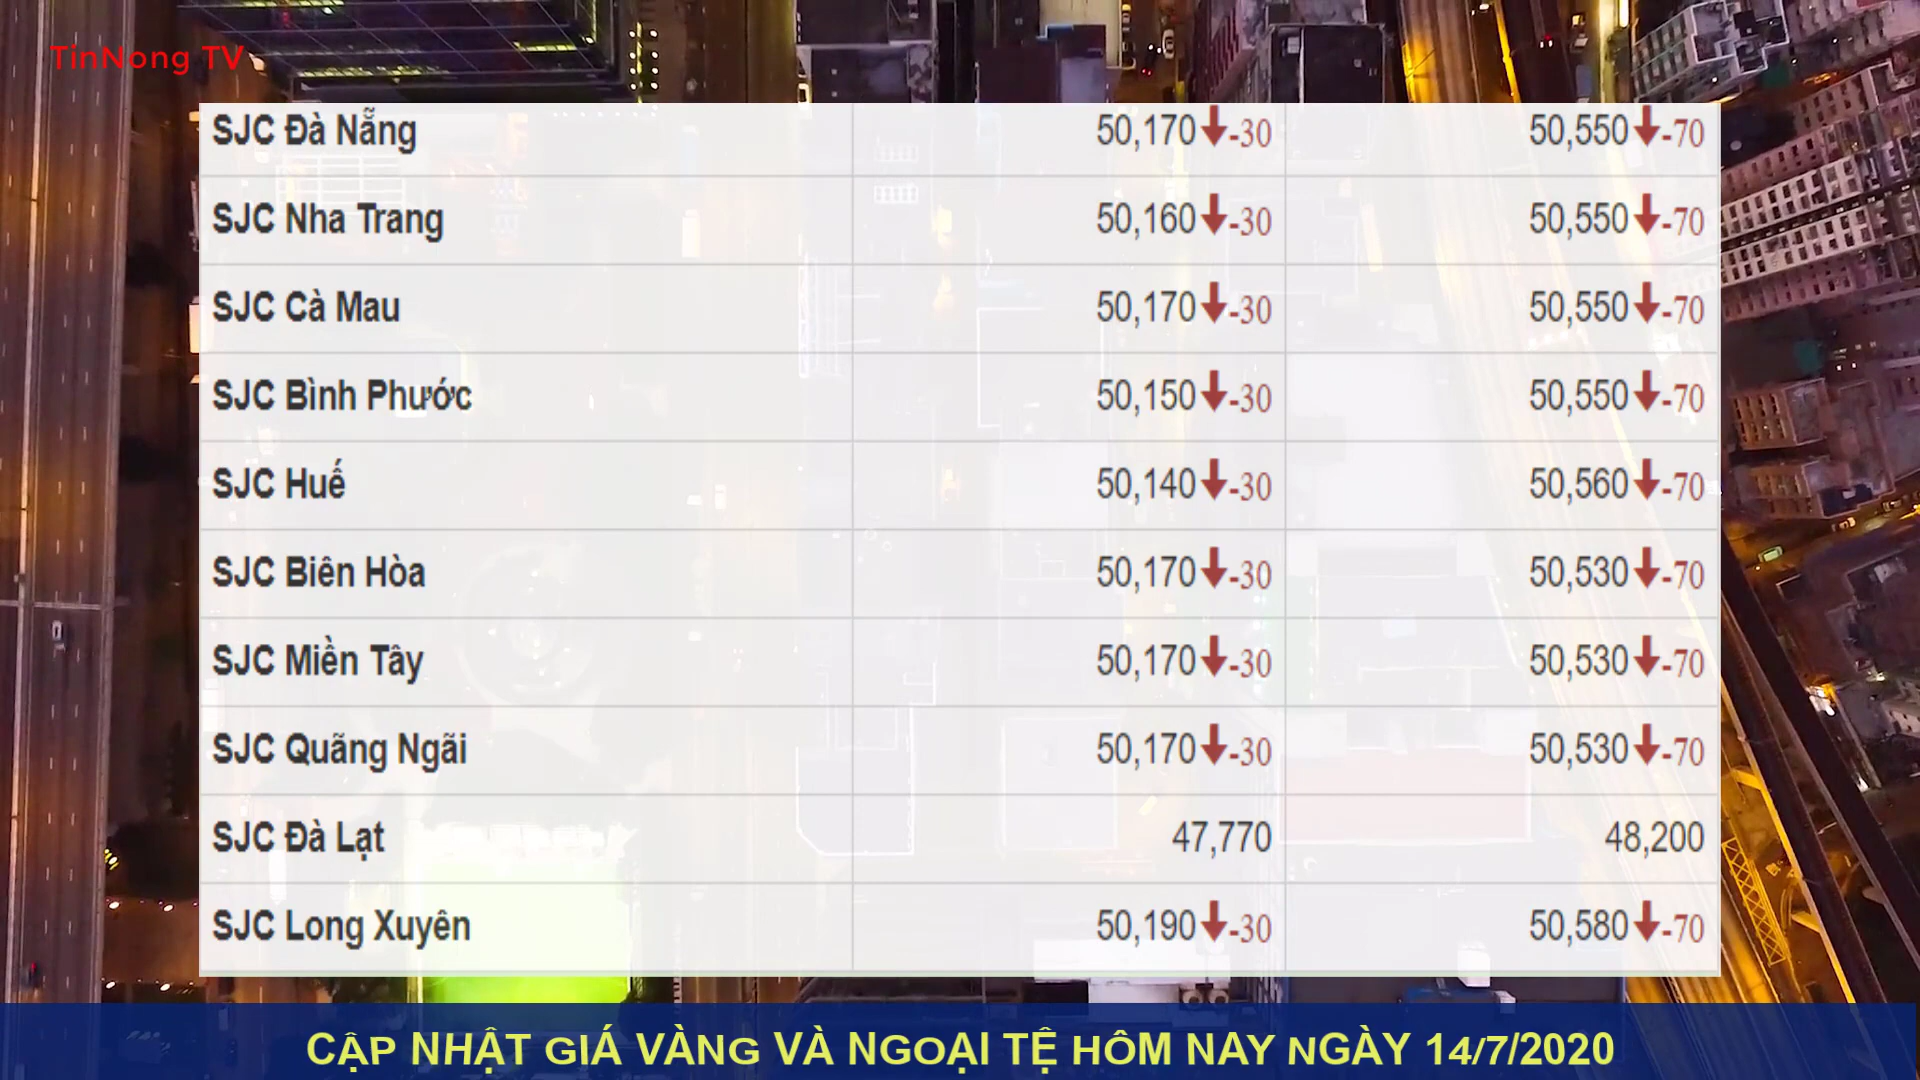 TinNong TV
SJC Đà Nẵng 50,170 -30 50,550 -70
SJC Nha Trang 50,160 -30 50,550 -70
SJC Cà Mau 50,170 -30 50,550 -70
SJC Bình Phước 50,150 -30 50,550 -70
SJC Huế 50,140 -30 50,560 -70
SJC Biên Hòa 50,170 -30 50,530 -70
SJC Miền Tây 50,170 -30 50,530 -70
SJC Quãng Ngãi 50,170 -30 50,530 -70
SJC Đà Lạt 47,770 48,200
SJC Long Xuyên 50,190 -30 50,580 -70
CẬP NHẬT GIÁ VÀNG VÀ NGOẠI TỆ HÔM NAY NGÀY 14/7/2020